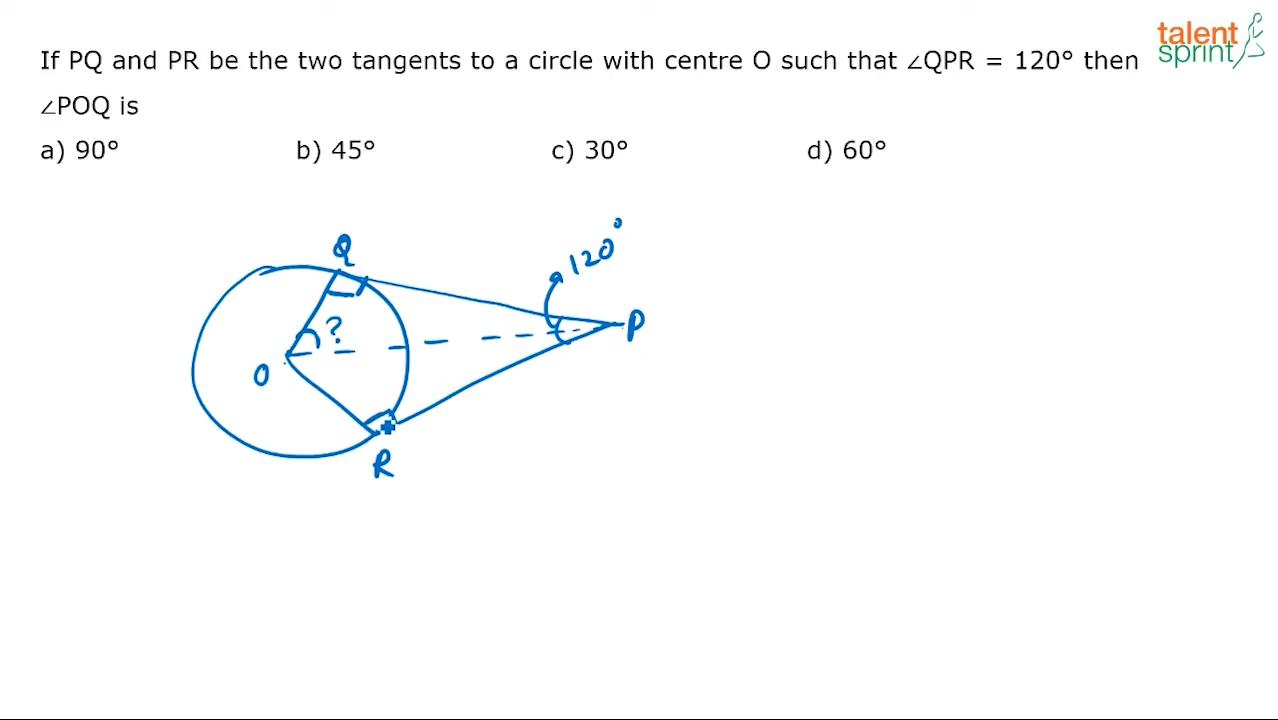 talent
sprint
If PQ and PR be the two tangents to a circle with centre O such that ∠QPR = 120° then
∠POQ is
a) 90° b) 45° c) 30° d) 60°
Q
120°
?
P
O
R